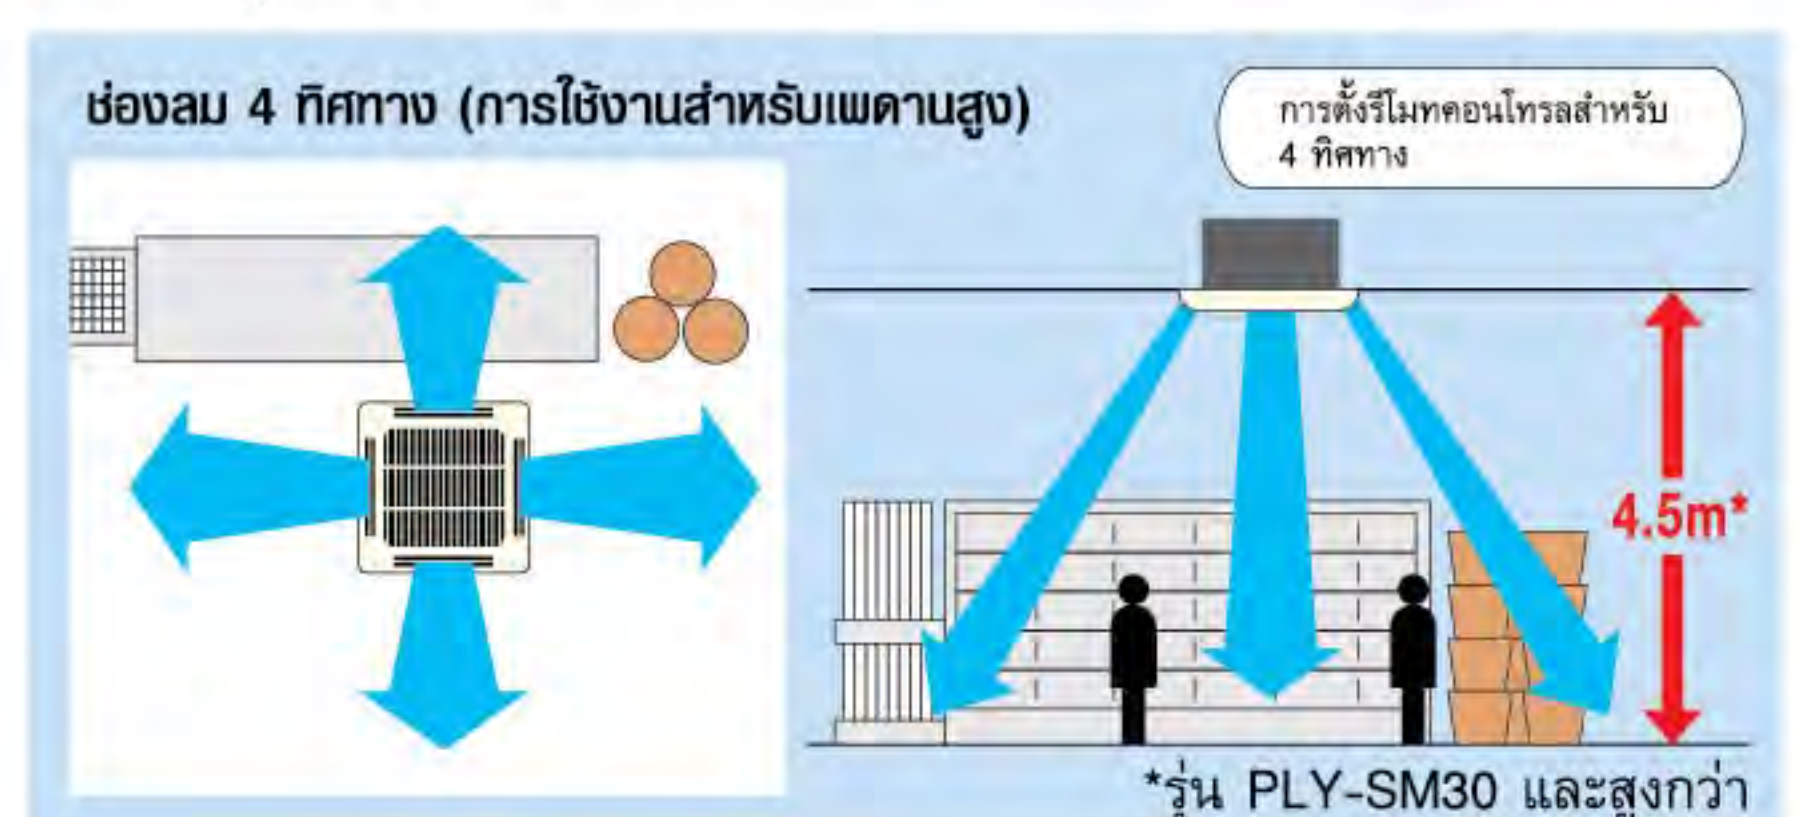 ช่องลม 4 ทิศทาง (การใช้งานสำหรับเพดานสูง)
การตั้งรีโมทคอนโทรลสำหรับ
4 ทิศทาง
4.5m*
*รุ่น PLY-SM30 และสูงกว่า